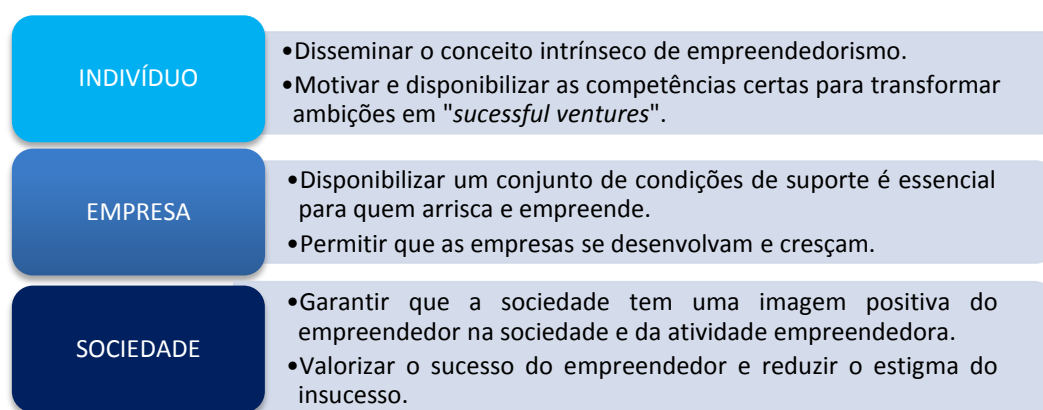 INDIVÍDUO
•Disseminar o conceito intrínseco de empreendedorismo.
•Motivar e disponibilizar as competências certas para transformar
ambições em "sucessful ventures".
EMPRESA
•Disponibilizar um conjunto de condições de suporte é essencial
para quem arrisca e empreende.
•Permitir que as empresas se desenvolvam e cresçam.
SOCIEDADE
•Garantir que a sociedade tem uma imagem positiva do
empreendedor na sociedade e da atividade empreendedora.
•Valorizar o sucesso do empreendedor e reduzir o estigma do
insucesso.